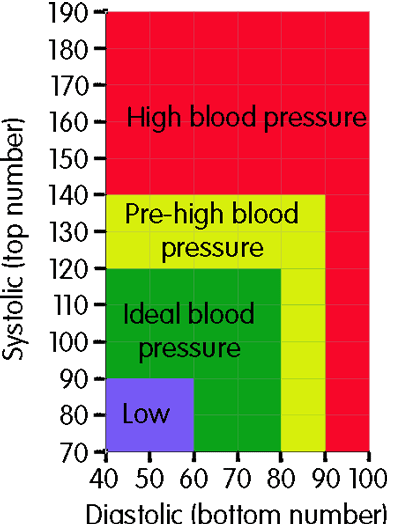 190
180
170
160
150
140
130
120
110
100
90
80
70
Systolic (top number)
High blood pressure
Pre-high blood
pressure
Ideal blood
pressure
Low
40 50 60 70 80 90 100
Diastolic (bottom number)